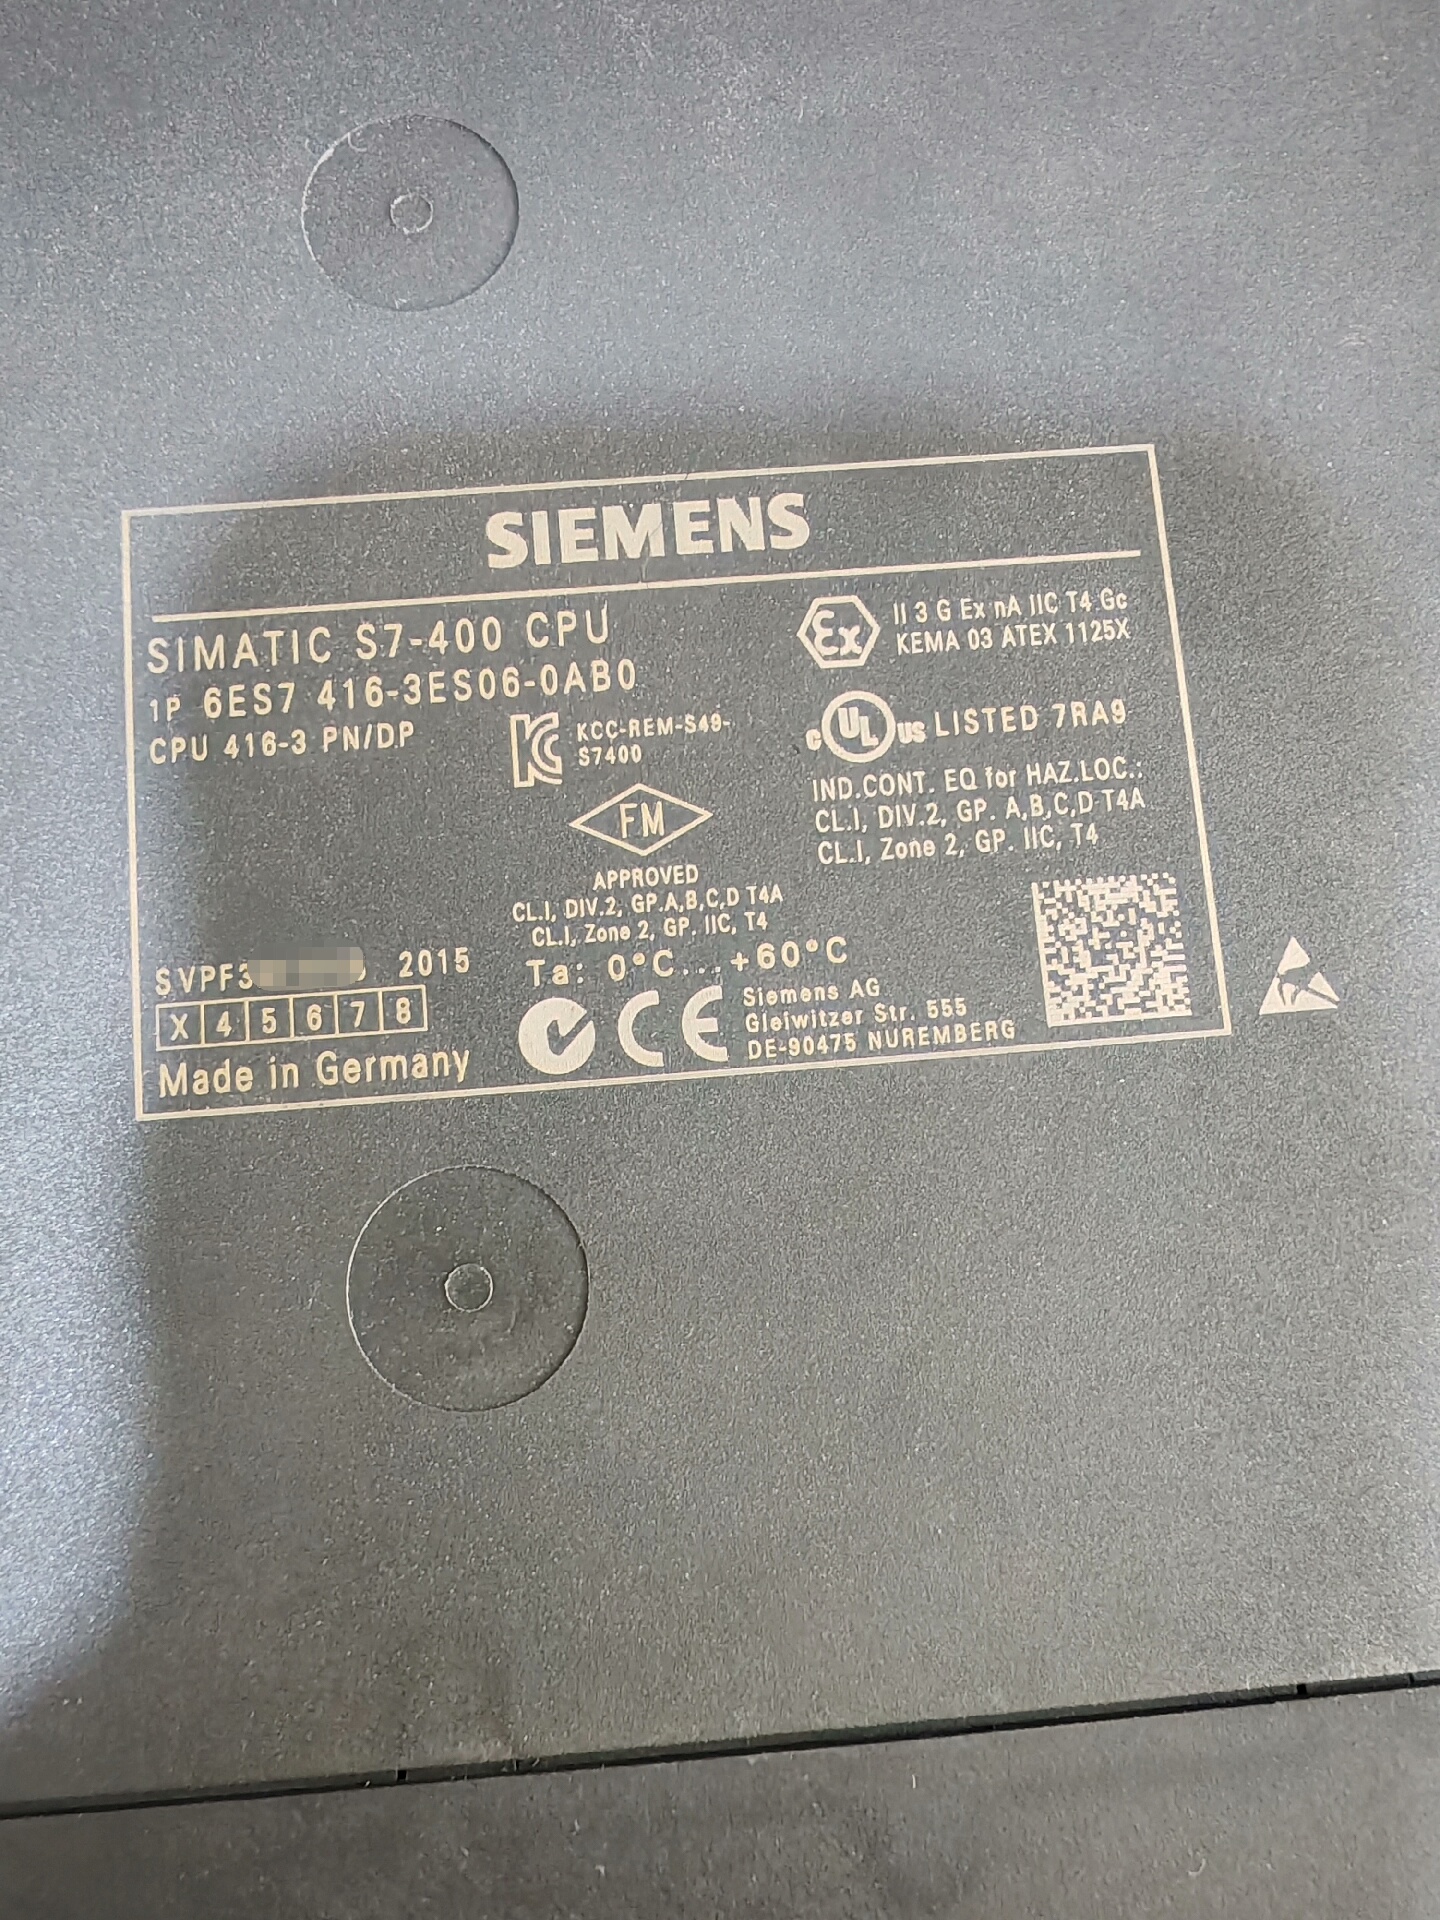 SIEMENS
SIMATIC S7-400 CPU
1P 6ES7 416-3ES06-0AB0
CPU 416-3 PN/DP
KCC-REM-S49-
S7400
FM
APPROVED
CL.I, DIV.2, GP.A,B,C,D T4A
CL.I, Zone 2, GP. IIC, T4
Ta: 0°C...+60°C
Ex
II 3 G Ex nA IIC T4 Gc
KEMA 03 ATEX 1125X
c UL us LISTED 7RA9
IND.CONT. EQ for HAZ.LOC.:
CL.I, DIV.2, GP. A,B,C,D T4A
CL.I, Zone 2, GP. IIC, T4
2015
X 4 5 6 7 8
Made in Germany
CE
Siemens AG
Gleiwitzer Str. 555
DE-90475 NUREMBERG